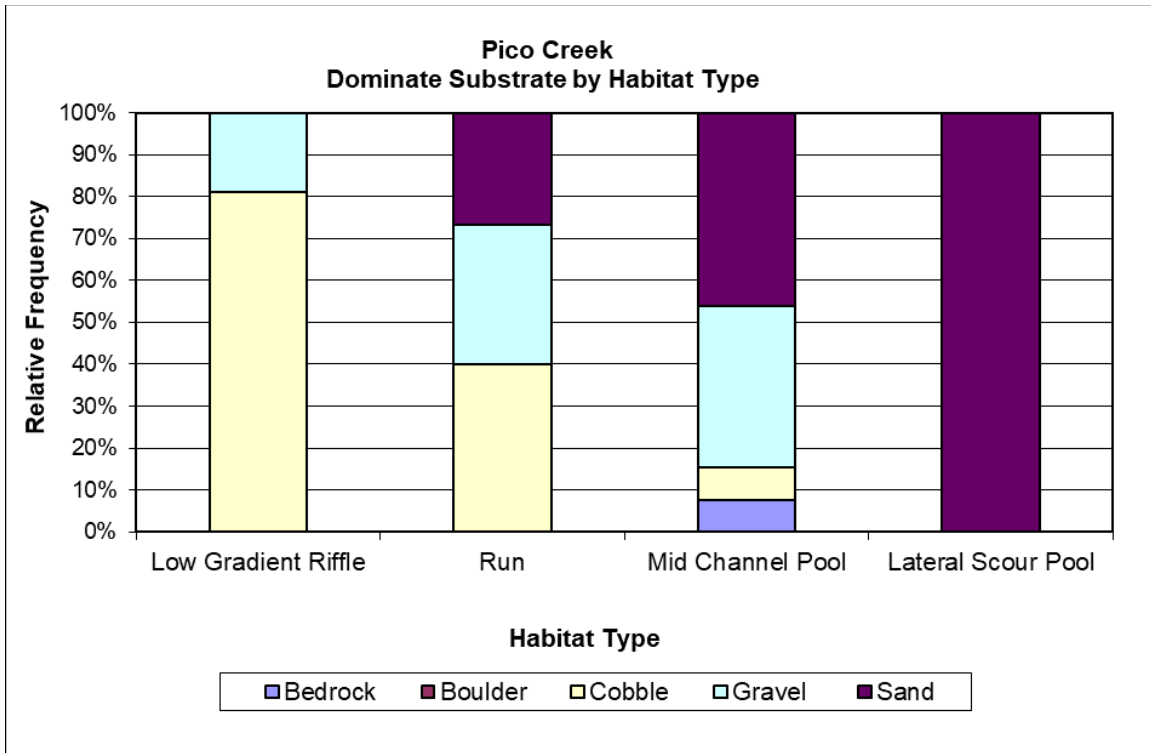 Pico Creek
Dominate Substrate by Habitat Type
100%
90%
80%
70%
60%
50%
40%
30%
20%
10%
0%
Relative Frequency
Low Gradient Riffle Run Mid Channel Pool Lateral Scour Pool
Habitat Type
Bedrock Boulder Cobble Gravel Sand